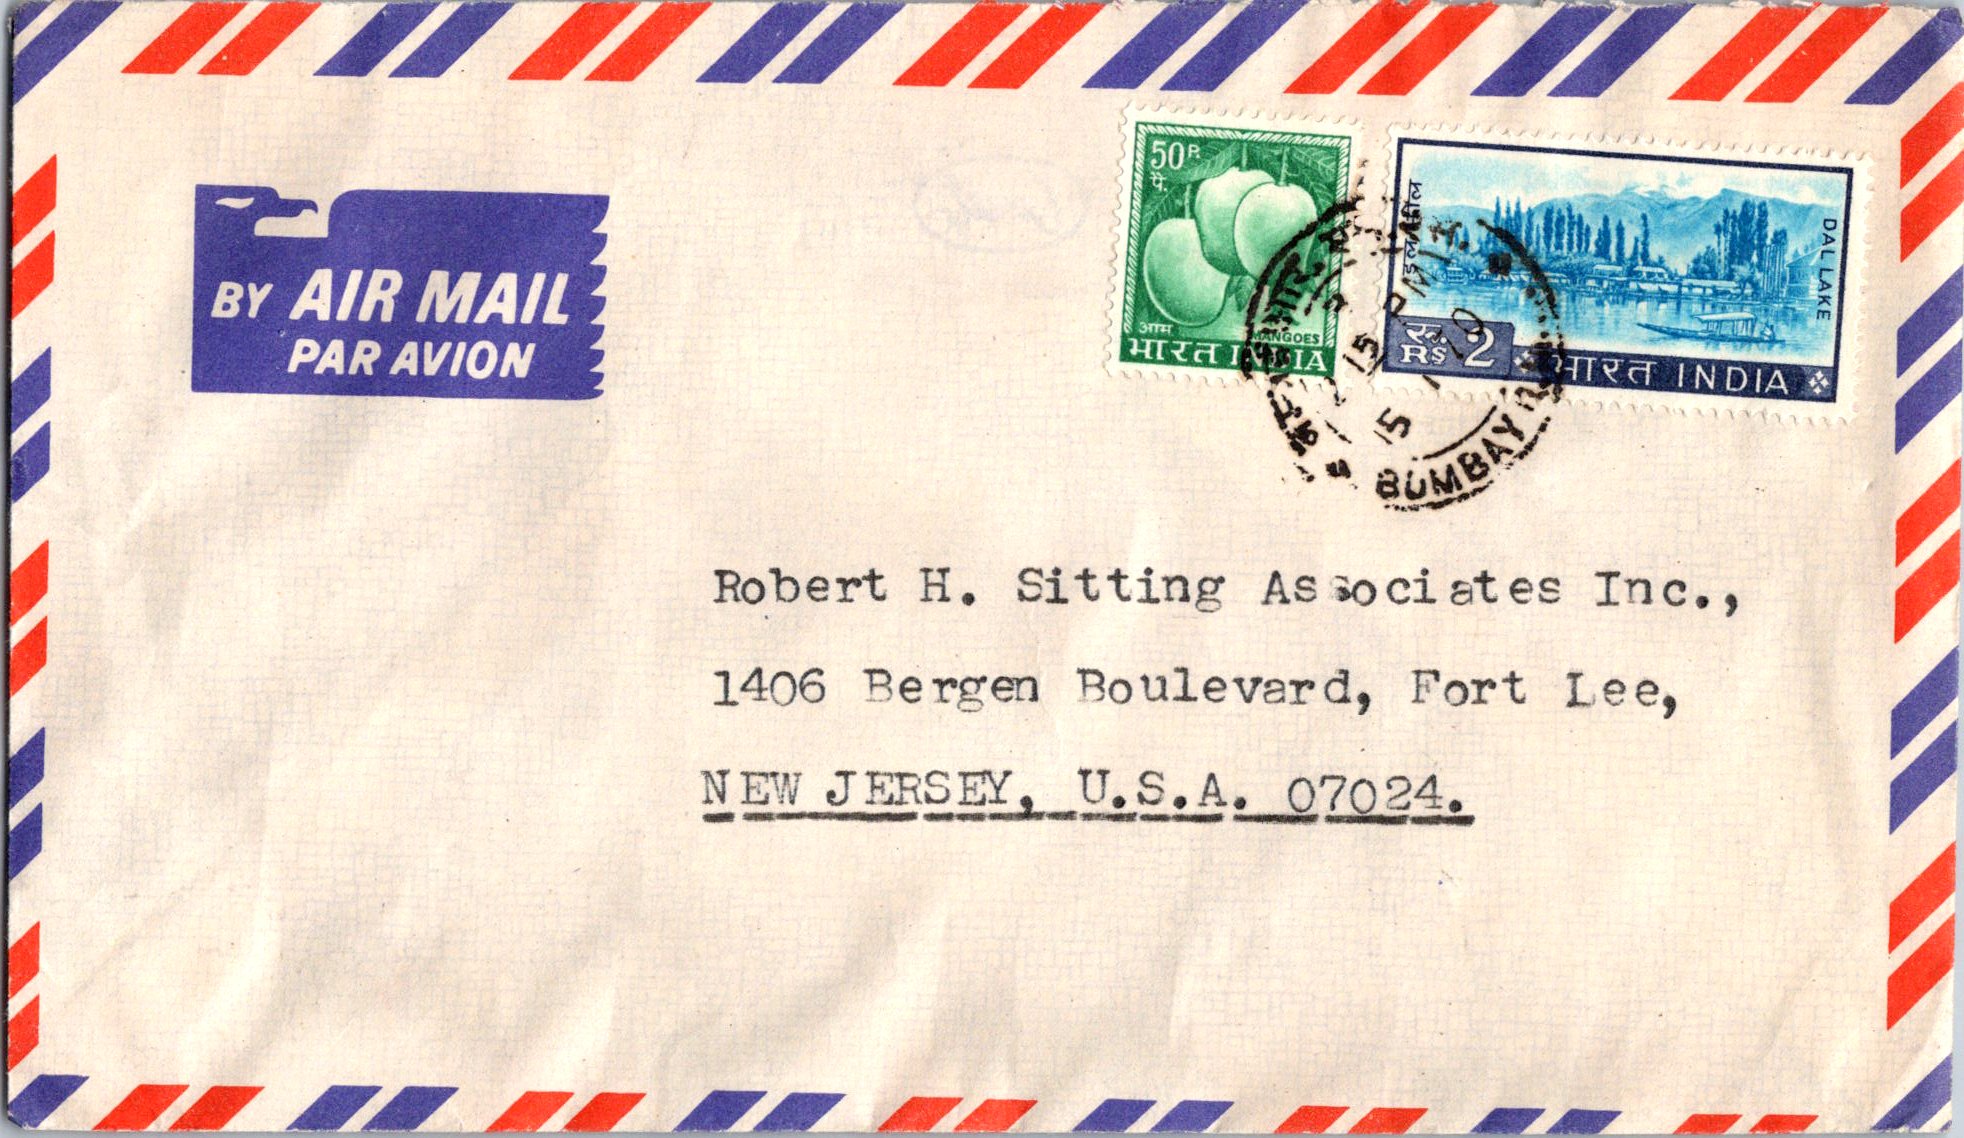 BY AIR MAIL
PAR AVION
50 P
पै.
आम
MANGOES
भारत INDIA
डल झील
DAL LAKE
रु. 2
RS
भारत INDIA
BOMBAY
Robert H. Sitting Associates Inc.,
1406 Bergen Boulevard, Fort Lee,
NEW JERSEY, U.S.A. 07024.